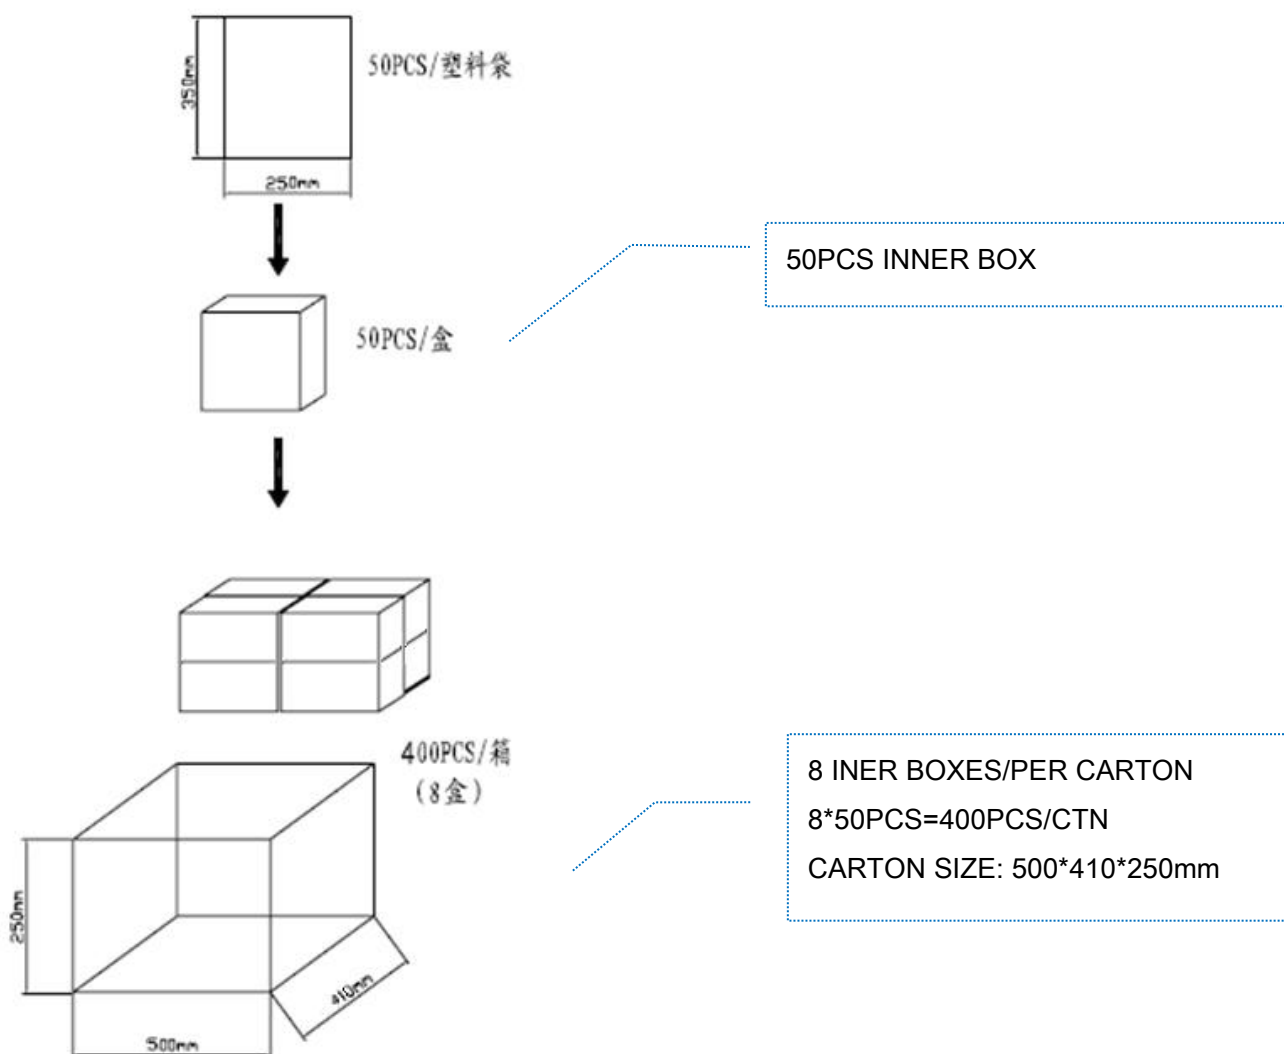 350mm
50PCS/塑料袋
250mm
50PCS INNER BOX
50PCS/盒
400PCS/箱
(8盒)
8 INER BOXES/PER CARTON
8*50PCS=400PCS/CTN
CARTON SIZE: 500*410*250mm
250mm
410mm
500mm